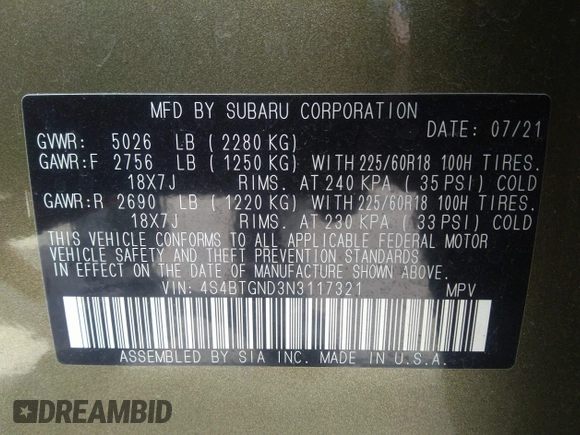 MFD BY SUBARU CORPORATION
DATE: 07/21
GVWR: 5026 LB ( 2280 KG)
GAWR:F 2756 LB ( 1250 KG) WITH 225/60R18 100H TIRES.
18X7J RIMS. AT 240 KPA ( 35 PSI) COLD
GAWR:R 2690 LB ( 1220 KG) WITH 225/60R18 100H TIRES.
18X7J RIMS. AT 230 KPA ( 33 PSI) COLD
THIS VEHICLE CONFORMS TO ALL APPLICABLE FEDERAL MOTOR
VEHICLE SAFETY AND THEFT PREVENTION STANDARDS
IN EFFECT ON THE DATE OF MANUFACTURE SHOWN ABOVE.
VIN: 4S4BTGND3N3117321 MPV
ASSEMBLED BY SIA INC. MADE IN U.S.A.
DREAMBID